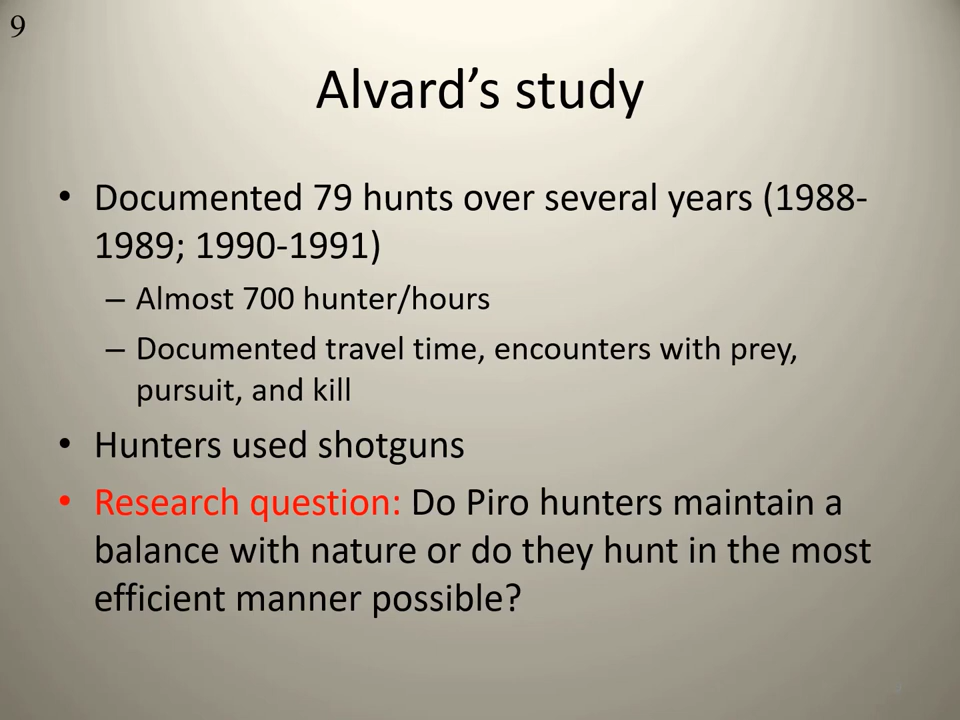 9
Alvard's study
• Documented 79 hunts over several years (1988-
1989; 1990-1991)
– Almost 700 hunter/hours
– Documented travel time, encounters with prey,
pursuit, and kill
• Hunters used shotguns
• Research question: Do Piro hunters maintain a
balance with nature or do they hunt in the most
efficient manner possible?